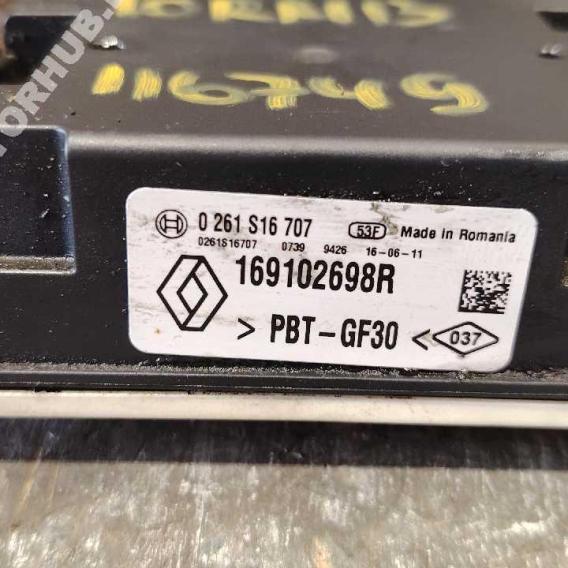 116749
0 261 S16 707 53F Made in Romania
0261S16707 0739 9426 16-06-11
169102698R
> PBT-GF30 < 037